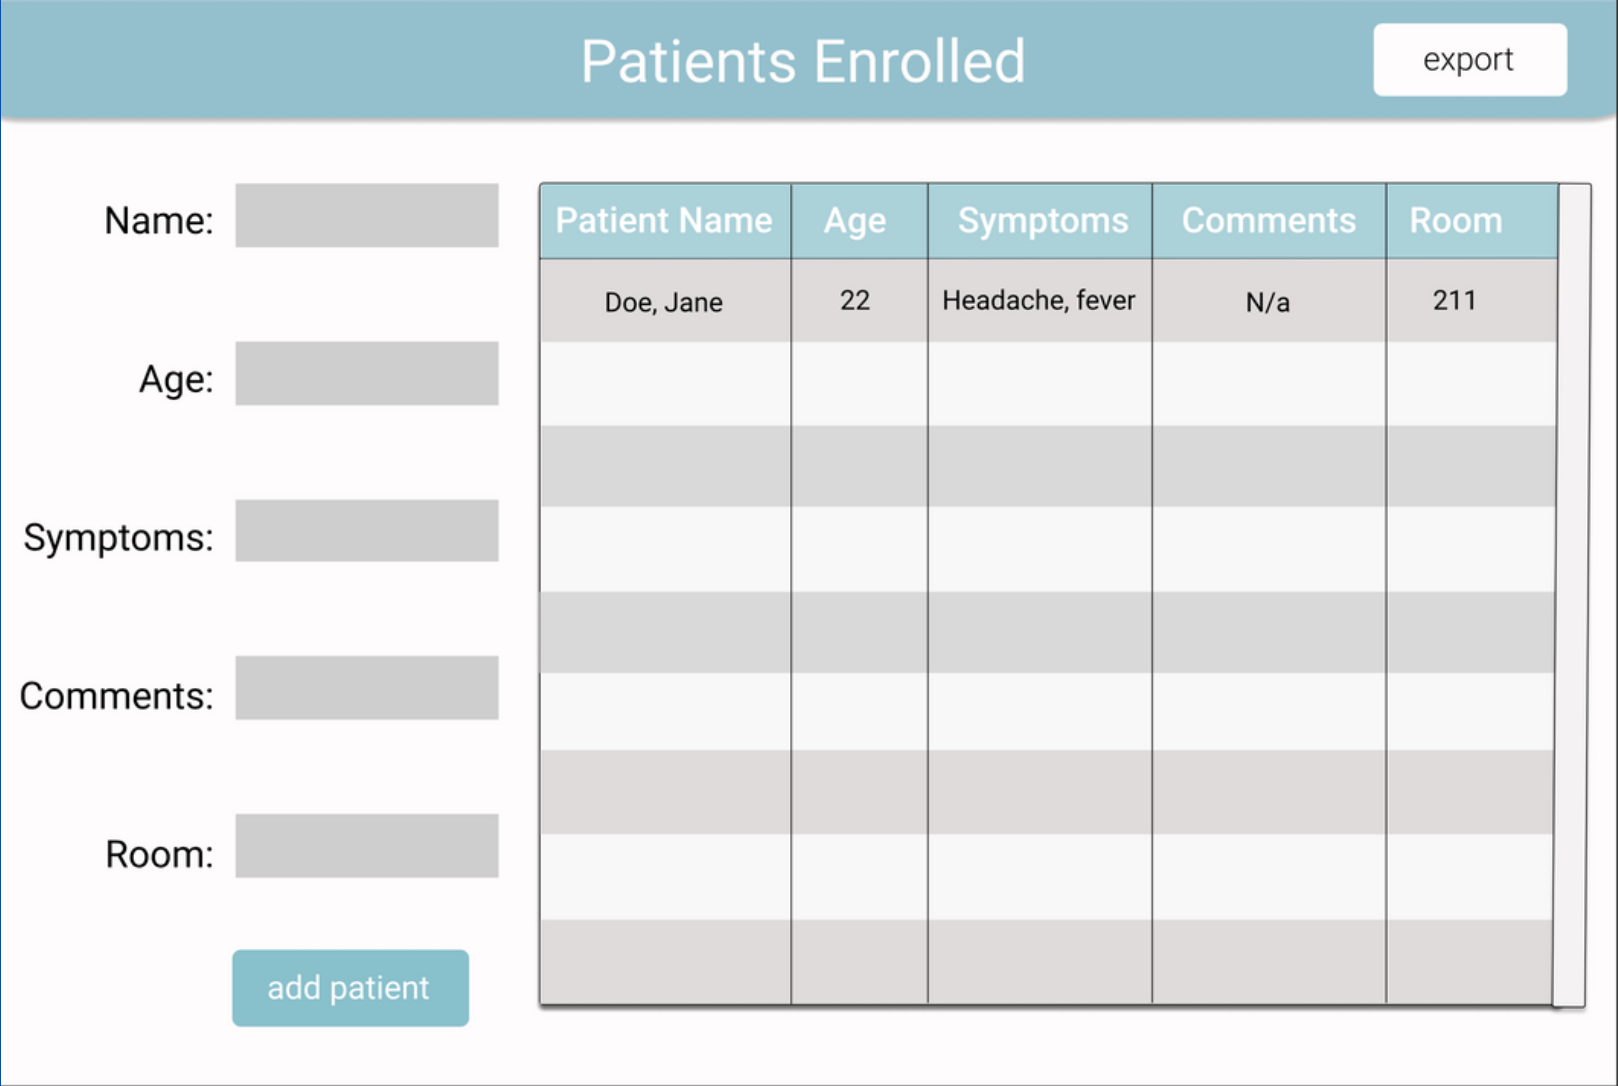 Patients Enrolled
export
Name:
Age:
Symptoms:
Comments:
Room:
add patient
Patient Name Age Symptoms Comments Room
Doe, Jane 22 Headache, fever N/a 211